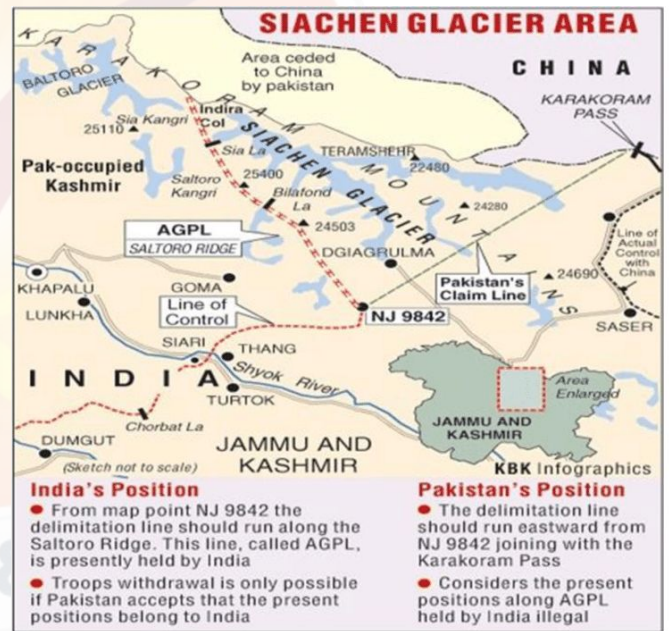 SIACHEN GLACIER AREA
KARAKORAM MOUNTAINS
BALTORO
GLACIER
Area ceded
to China
by pakistan
CHINA
KARAKORAM
PASS
Indira
Col
Sia Kangri
25110
Sia La
SIACHEN GLACIER
TERAMSHEHR
22480
Pak-occupied
Kashmir
Saltoro
Kangri
25400
Bilafond
La
24280
24503
AGPL
SALTORO RIDGE
DGIAGRULMA
Line of
Actual
Control
with
China
Pakistan's
Claim Line
24690
KHAPALU
GOMA
LUNKHA
Line of
Control
NJ 9842
SASER
SIARI
THANG
INDIA
Shyok River
TURTOK
Area
Enlarged
Chorbat La
JAMMU AND
KASHMIR
DUMGUT
JAMMU AND
KASHMIR
(Sketch not to scale)
KBK Infographics
India's Position
● From map point NJ 9842 the
delimitation line should run along the
Saltoro Ridge. This line, called AGPL,
is presently held by India
● Troops withdrawal is only possible
if Pakistan accepts that the present
positions belong to India
Pakistan's Position
● The delimitation line
should run eastward from
NJ 9842 joining with the
Karakoram Pass
● Considers the present
positions along AGPL
held by India illegal